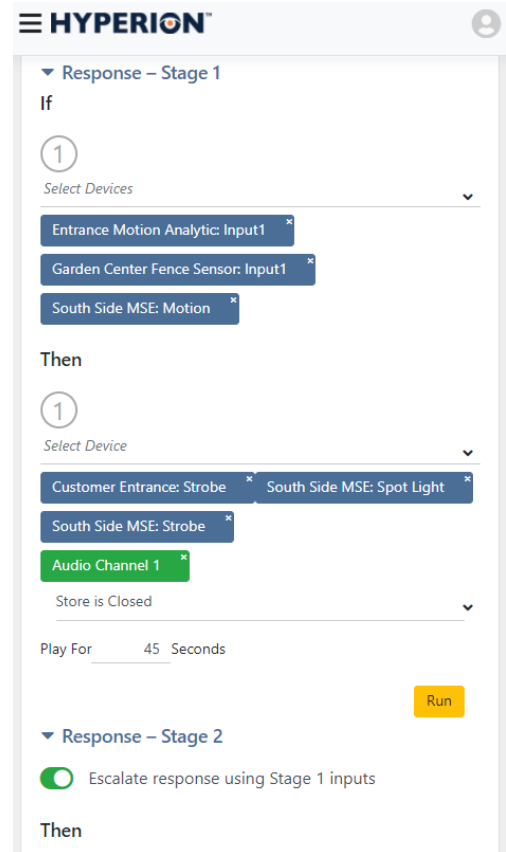 HYPERION™
Response – Stage 1
If
1
Select Devices
Entrance Motion Analytic: Input1 ×
Garden Center Fence Sensor: Input1 ×
South Side MSE: Motion ×
Then
1
Select Device
Customer Entrance: Strobe × South Side MSE: Spot Light ×
South Side MSE: Strobe ×
Audio Channel 1 ×
Store is Closed
Play For 45 Seconds
Run
Response – Stage 2
Escalate response using Stage 1 inputs
Then